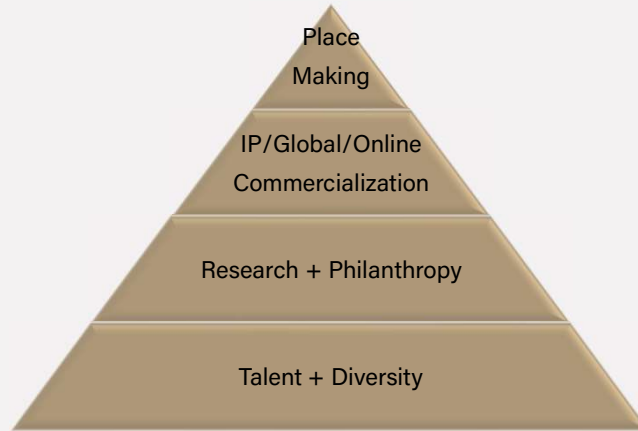 Place
Making
IP/Global/Online
Commercialization
Research + Philanthropy
Talent + Diversity